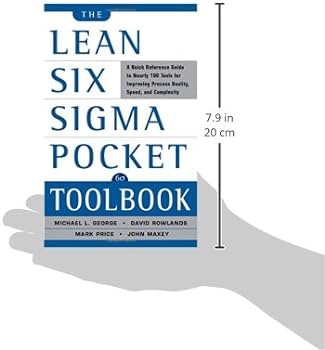 THE
LEAN
SIX
SIGMA
POCKET
TOOLBOOK
A Quick Reference Guide
to Nearly 100 Tools for
Improving Process Quality,
Speed, and Complexity
6σ
MICHAEL L. GEORGE • DAVID ROWLANDS
MARK PRICE • JOHN MAXEY
7.9 in
20 cm